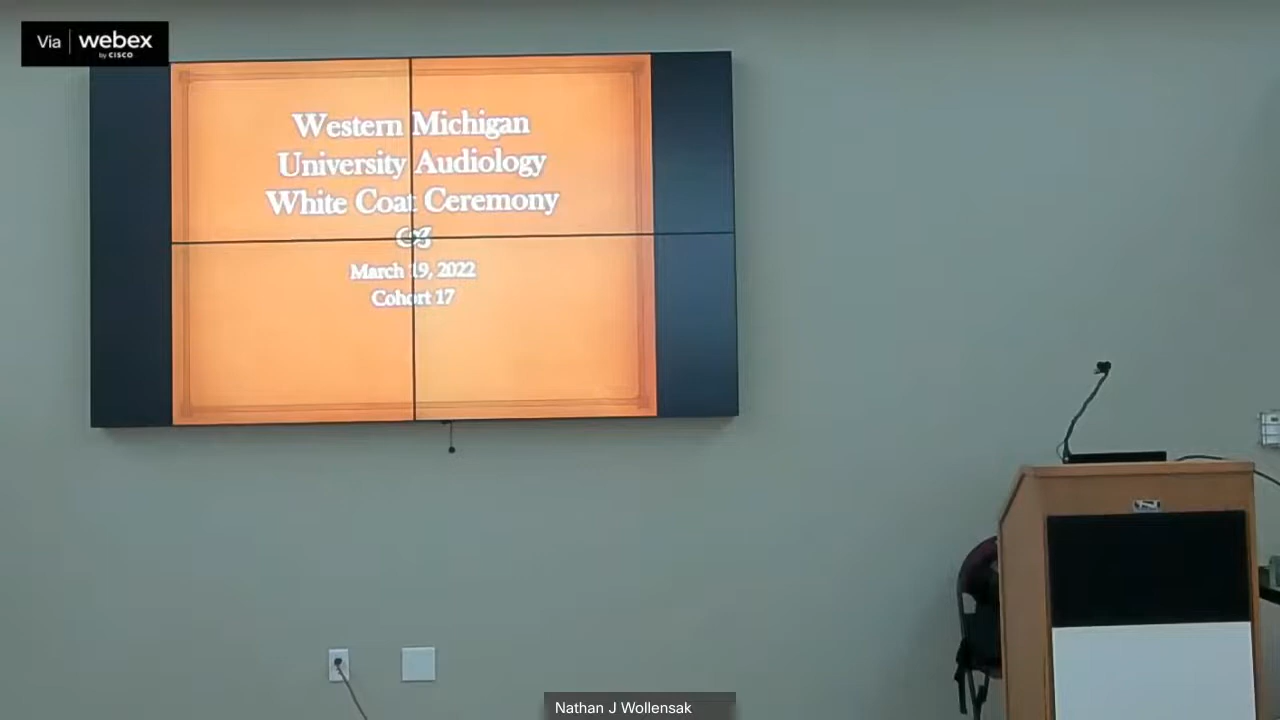 Via webex
by CISCO
Western Michigan
University Audiology
White Coat Ceremony
March 19, 2022
Cohort 17
Nathan J Wollensak